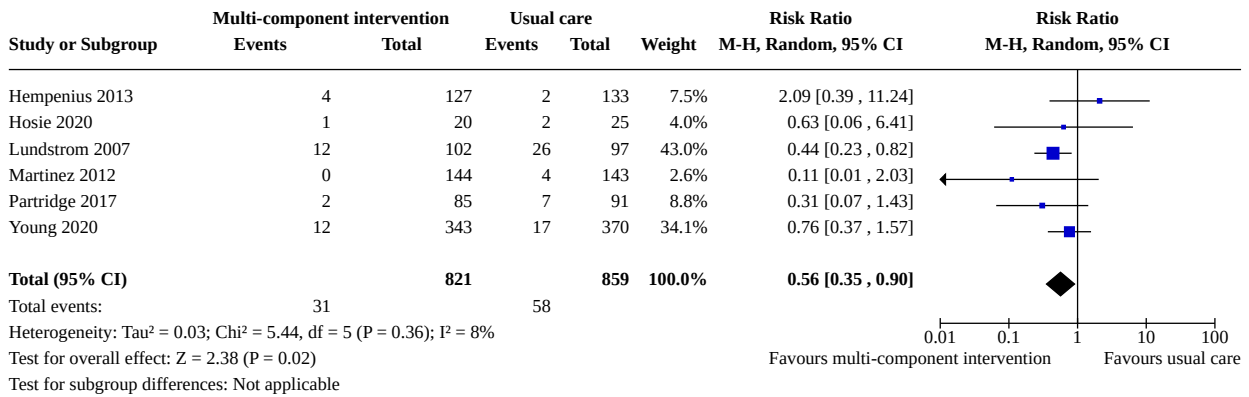 Multi-component intervention Usual care Risk Ratio Risk Ratio
Study or Subgroup Events Total Events Total Weight M-H, Random, 95% CI M-H, Random, 95% CI
Hempenius 2013 4 127 2 133 7.5% 2.09 [0.39 , 11.24]
Hosie 2020 1 20 2 25 4.0% 0.63 [0.06 , 6.41]
Lundstrom 2007 12 102 26 97 43.0% 0.44 [0.23 , 0.82]
Martinez 2012 0 144 4 143 2.6% 0.11 [0.01 , 2.03]
Partridge 2017 2 85 7 91 8.8% 0.31 [0.07 , 1.43]
Young 2020 12 343 17 370 34.1% 0.76 [0.37 , 1.57]
Total (95% CI) 821 859 100.0% 0.56 [0.35 , 0.90]
Total events: 31 58
Heterogeneity: Tau² = 0.03; Chi² = 5.44, df = 5 (P = 0.36); I² = 8%
0.01 0.1 1 10 100
Test for overall effect: Z = 2.38 (P = 0.02)
Favours multi-component intervention Favours usual care
Test for subgroup differences: Not applicable